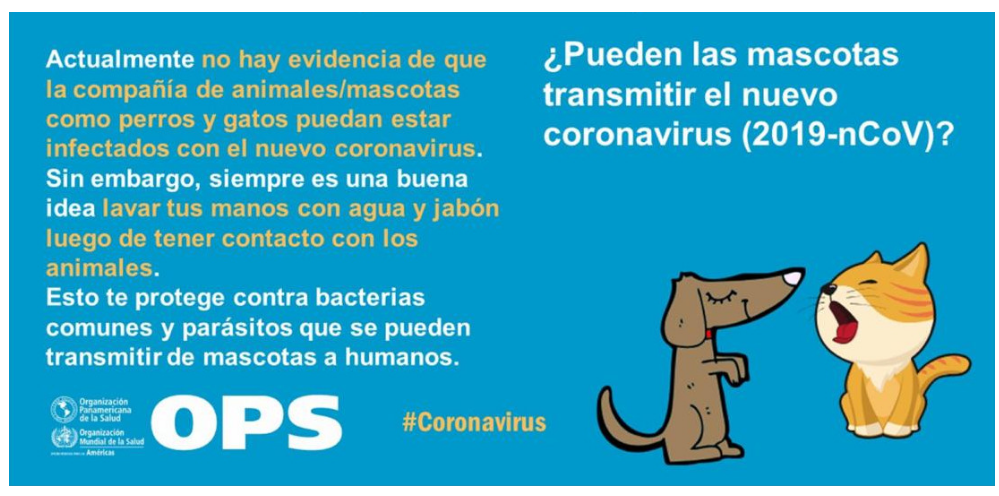 Actualmente no hay evidencia de que
la compañía de animales/mascotas
como perros y gatos puedan estar
infectados con el nuevo coronavirus.
Sin embargo, siempre es una buena
idea lavar tus manos con agua y jabón
luego de tener contacto con los
animales.
Esto te protege contra bacterias
comunes y parásitos que se pueden
transmitir de mascotas a humanos.
¿Pueden las mascotas
transmitir el nuevo
coronavirus (2019-nCoV)?
Organización
Panamericana
de la Salud
Organización
Mundial de la Salud
Américas
OPS
#Coronavirus